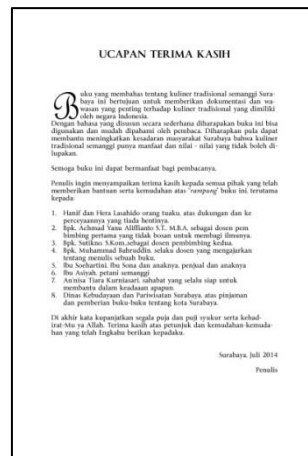 UCAPAN TERIMA KASIH
Buku yang membahas tentang kuliner tradisional semanggi Sura-
baya ini bertujuan untuk memberikan dokumentasi dan wa-
wasan yang penting terhadap kuliner tradisional yang dimiliki
oleh negara Indonesia.
Dengan bahasa yang disusun secara sederhana diharapakan buku ini bisa
digunakan dan mudah dipahami oleh pembaca. Diharapkan pula dapat
membantu meningkatkan kesadaran masyarakat Surabaya bahwa kuliner
tradisional semanggi punya manfaat dan nilai - nilai yang tidak boleh di-
lupakan.
Semoga buku ini dapat bermanfaat bagi pembacanya.
Penulis ingin menyampaikan terima kasih kepada semua pihak yang telah
memberikan bantuan serta kemudahan atas 'rampung' buku ini. terutama
kepada:
1. Hanif dan Hera Lasahido orang tuaku, atas dukungan dan ke
percayaannya yang tiada hentinya.
2. Bpk. Achmad Yanu Aliffianto S.T., M.B.A. sebagai dosen pem
bimbing pertama yang tidak bosan untuk membagi ilmunya.
3. Bpk. Sutikno, S.Kom.,sebagai dosen pembimbing kedua.
4. Bpk. Muhammad Bahruddin. selaku dosen yang mengajarkan
tentang menulis sebuah buku.
5. Ibu Soehartini, Ibu Sona dan anaknya, penjual dan anaknya
6. Ibu Asiyah, petani semanggi
7. An'nisa Tiara Kurniasari, sahabat yang selalu siap untuk
membantu dalam keadaaan apapun.
8. Dinas Kebudayaan dan Pariwisatan Surabaya, atas pinjaman
dan pemberian buku-buku tentang kota Surabaya.
Di akhir kata kupanjatkan segala puja dan puji syukur serta kehad-
irat-Mu ya Allah. Terima kasih atas petunjuk dan kemudahan-kemuda-
han yang telah Engkahu berikan kepadaku.
Surabaya, Juli 2014
Penulis